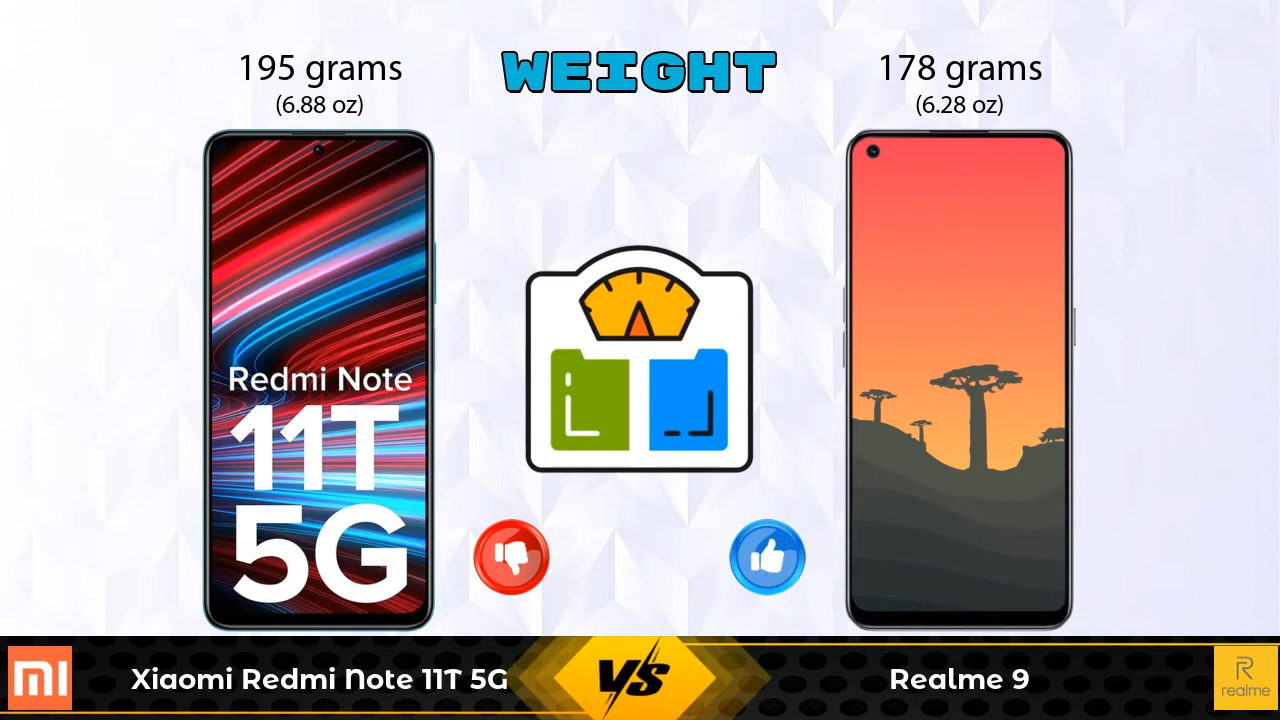 195 grams
(6.88 oz)
WEIGHT
178 grams
(6.28 oz)
Redmi Note
11T
5G
MI
Xiaomi Redmi Note 11T 5G
VS
Realme 9
R
realme